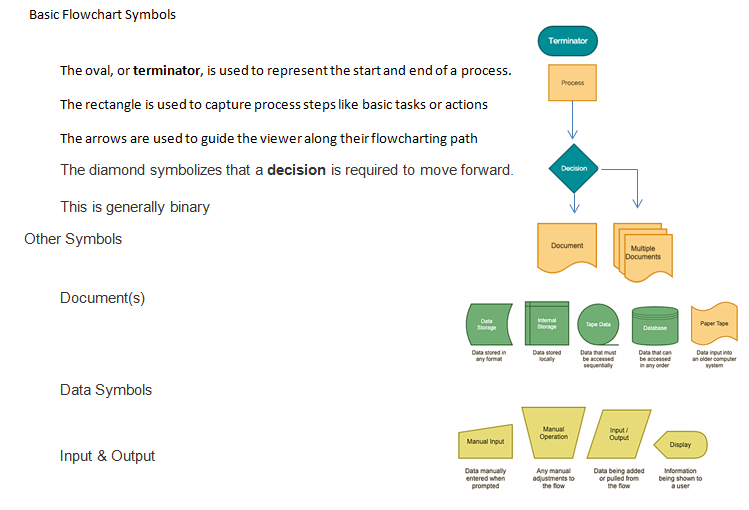 Basic Flowchart Symbols
Terminator
The oval, or terminator, is used to represent the start and end of a process.
Process
The rectangle is used to capture process steps like basic tasks or actions
The arrows are used to guide the viewer along their flowcharting path
The diamond symbolizes that a decision is required to move forward.
Decision
This is generally binary
Other Symbols
Document
Multiple
Documents
Document(s)
Data
Storage
Internal
Storage
Tape Data
Database
Paper Tape
Data stored in
any format
Data stored
locally
Data that must
be accessed
sequentially
Data that can
be accessed
in any order
Data input into
an older computer
system
Data Symbols
Manual Input
Manual
Operation
Input /
Output
Display
Input & Output
Data manually
entered when
prompted
Any manual
adjustments to
the flow
Data being added
or pulled from
the flow
Information
being shown to
a user